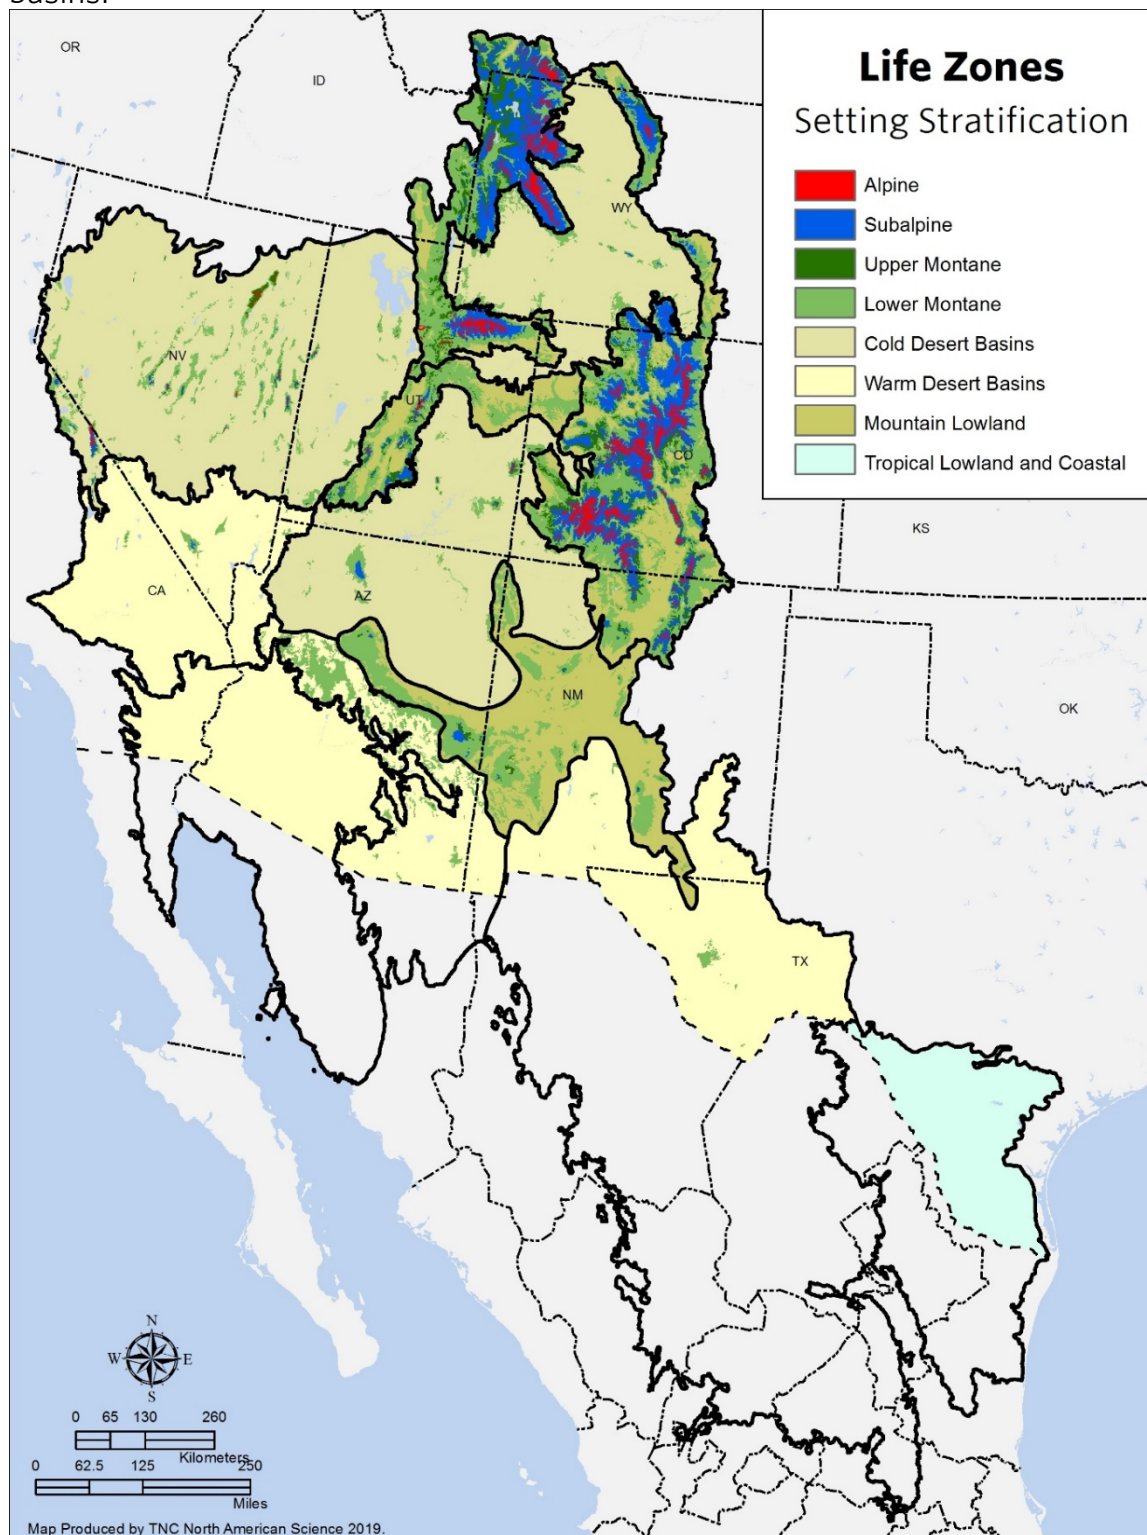 basins.
Life Zones
Setting Stratification
Alpine
Subalpine
Upper Montane
Lower Montane
Cold Desert Basins
Warm Desert Basins
Mountain Lowland
Tropical Lowland and Coastal
OR
ID
WY
NV
UT
CO
KS
CA
AZ
NM
OK
TX
N
W E
S
0 65 130 260
Kilometers
0 62.5 125 250
Miles
Map Produced by TNC North American Science 2019.